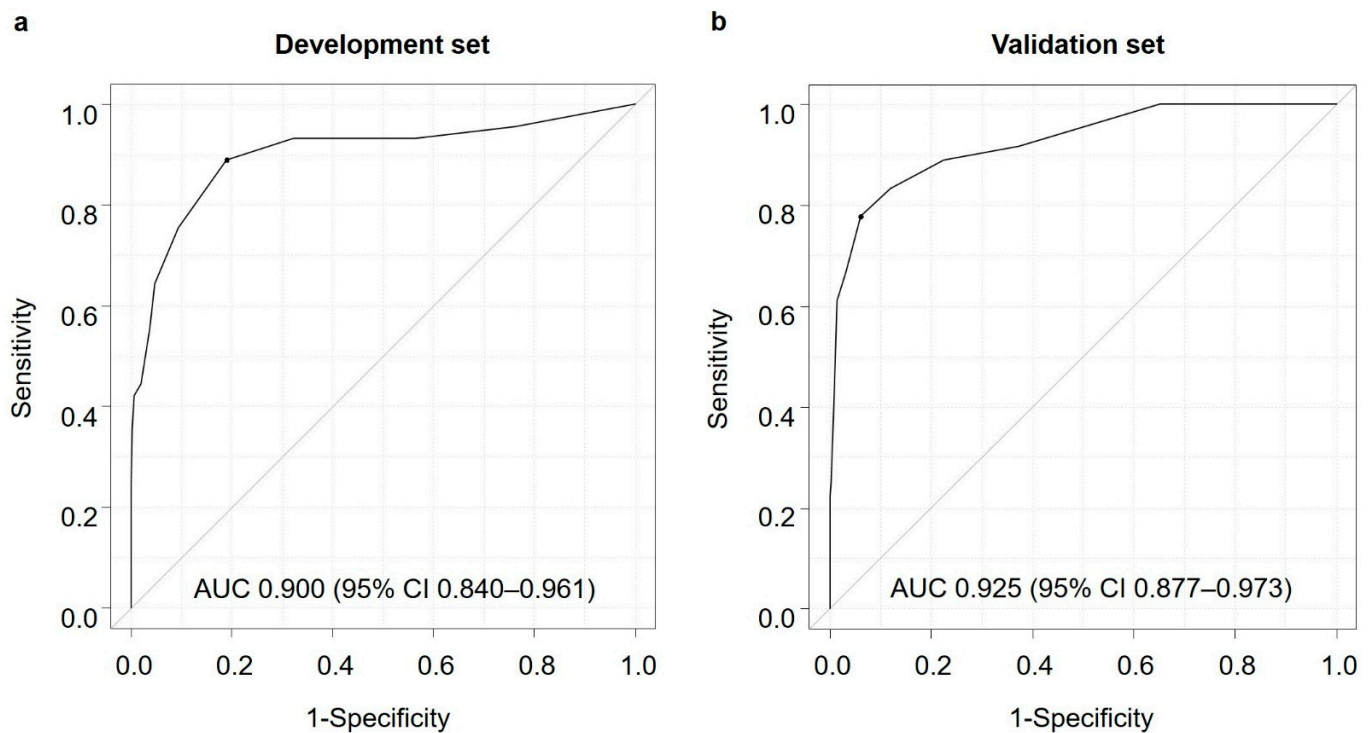 a
Development set
1.0
0.8
0.6
0.4
0.2
0.0
Sensitivity
AUC 0.900 (95% CI 0.840–0.961)
0.0 0.2 0.4 0.6 0.8 1.0
1-Specificity
b
Validation set
1.0
0.8
0.6
0.4
0.2
0.0
Sensitivity
AUC 0.925 (95% CI 0.877–0.973)
0.0 0.2 0.4 0.6 0.8 1.0
1-Specificity